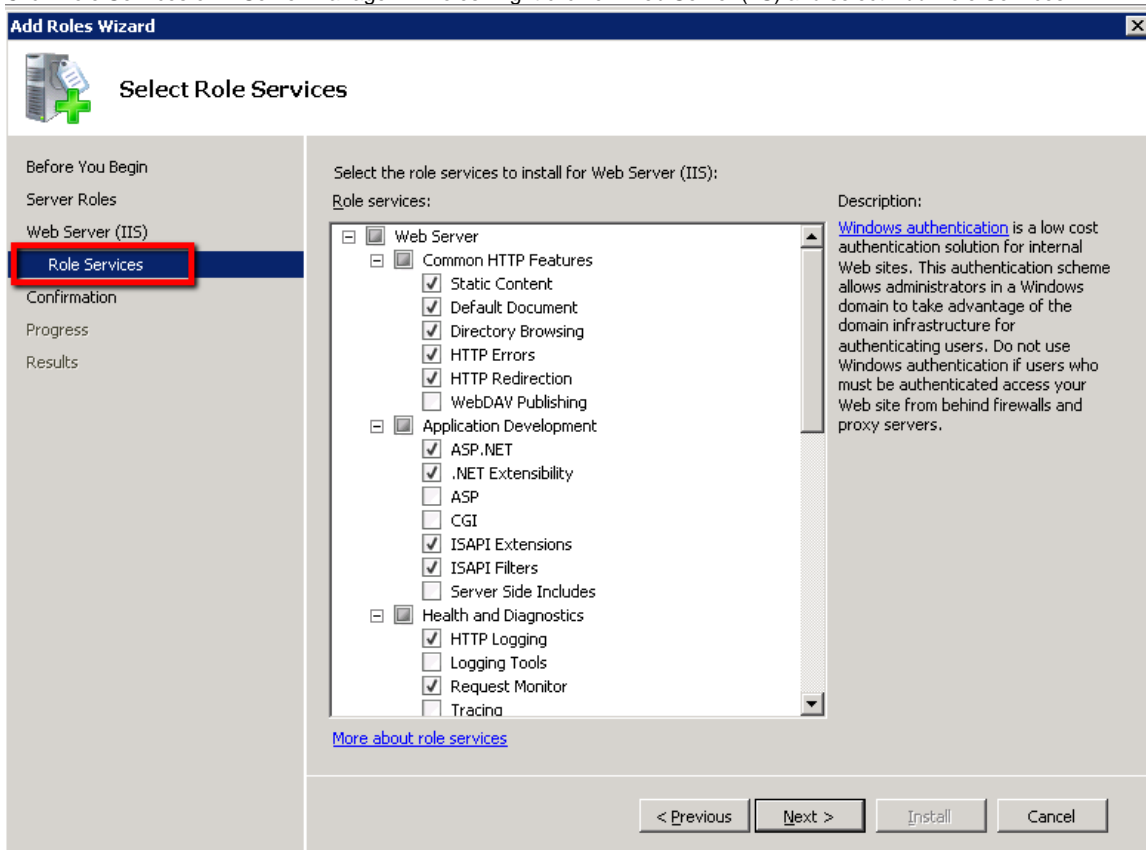 Add Roles Wizard
Select Role Services
Before You Begin
Server Roles
Web Server (IIS)
Role Services
Confirmation
Progress
Results
Select the role services to install for Web Server (IIS):
Role services:
Web Server
Common HTTP Features
Static Content
Default Document
Directory Browsing
HTTP Errors
HTTP Redirection
WebDAV Publishing
Application Development
ASP.NET
.NET Extensibility
ASP
CGI
ISAPI Extensions
ISAPI Filters
Server Side Includes
Health and Diagnostics
HTTP Logging
Logging Tools
Request Monitor
Tracing
More about role services
Description:
Windows authentication is a low cost
authentication solution for internal
Web sites. This authentication scheme
allows administrators in a Windows
domain to take advantage of the
domain infrastructure for
authenticating users. Do not use
Windows authentication if users who
must be authenticated access your
Web site from behind firewalls and
proxy servers.
< Previous
Next >
Install
Cancel